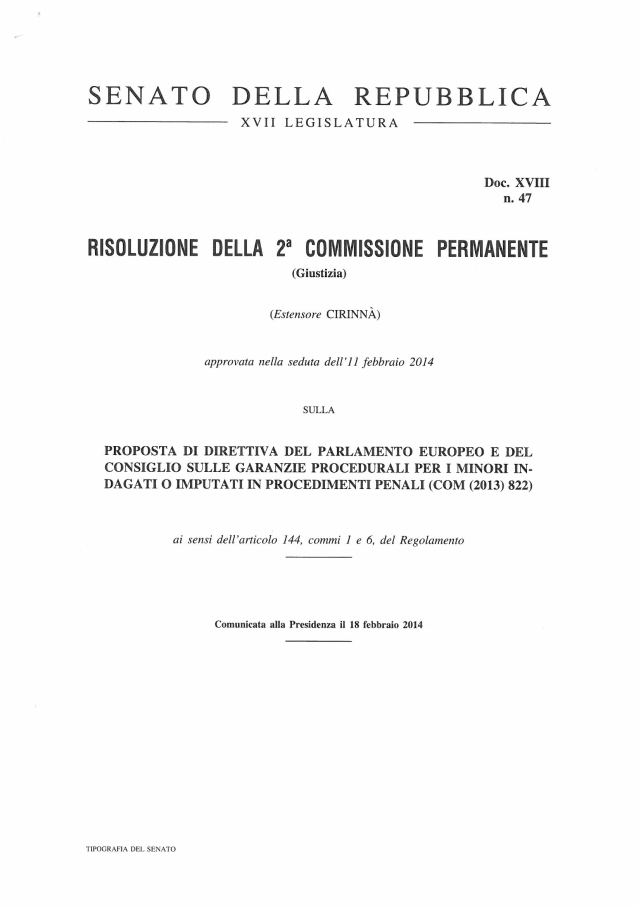 SENATO DELLA REPUBBLICA
XVII LEGISLATURA
Doc. XVIII
n. 47
RISOLUZIONE DELLA 2ª COMMISSIONE PERMANENTE
(Giustizia)
(Estensore CIRINNÀ)
approvata nella seduta dell'11 febbraio 2014
SULLA
PROPOSTA DI DIRETTIVA DEL PARLAMENTO EUROPEO E DEL
CONSIGLIO SULLE GARANZIE PROCEDURALI PER I MINORI IN-
DAGATI O IMPUTATI IN PROCEDIMENTI PENALI (COM (2013) 822)
ai sensi dell'articolo 144, commi 1 e 6, del Regolamento
Comunicata alla Presidenza il 18 febbraio 2014
TIPOGRAFIA DEL SENATO